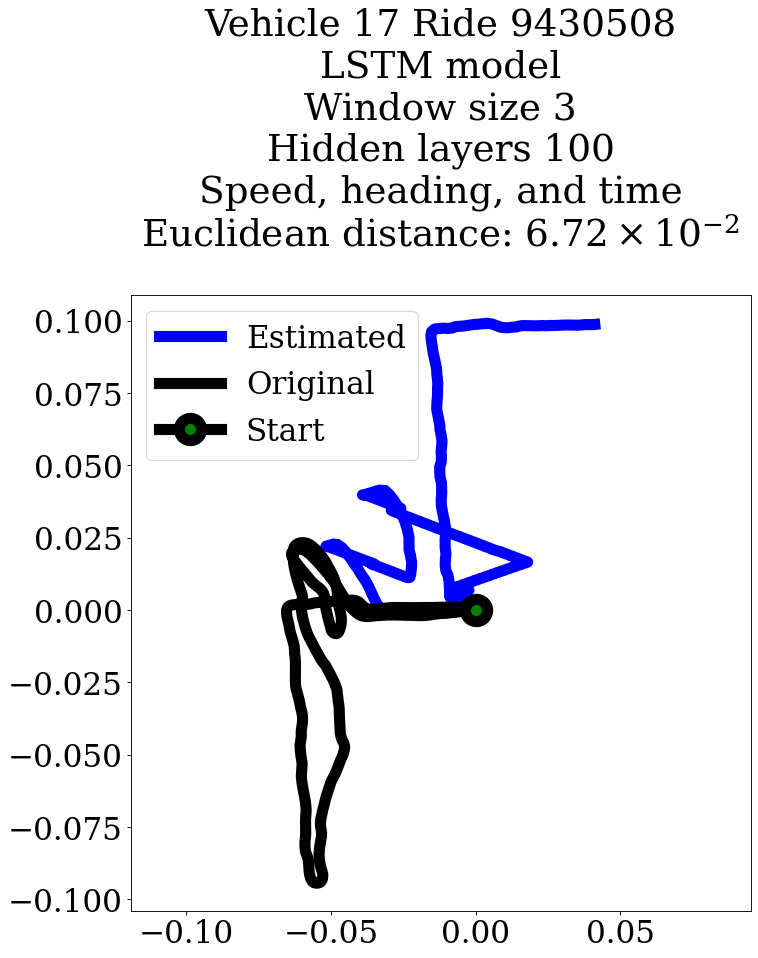 Vehicle 17 Ride 9430508
LSTM model
Window size 3
Hidden layers 100
Speed, heading, and time
Euclidean distance: 6.72 × 10⁻²
Estimated
Original
Start
0.100
0.075
0.050
0.025
0.000
−0.025
−0.050
−0.075
−0.100
−0.10 −0.05 0.00 0.05